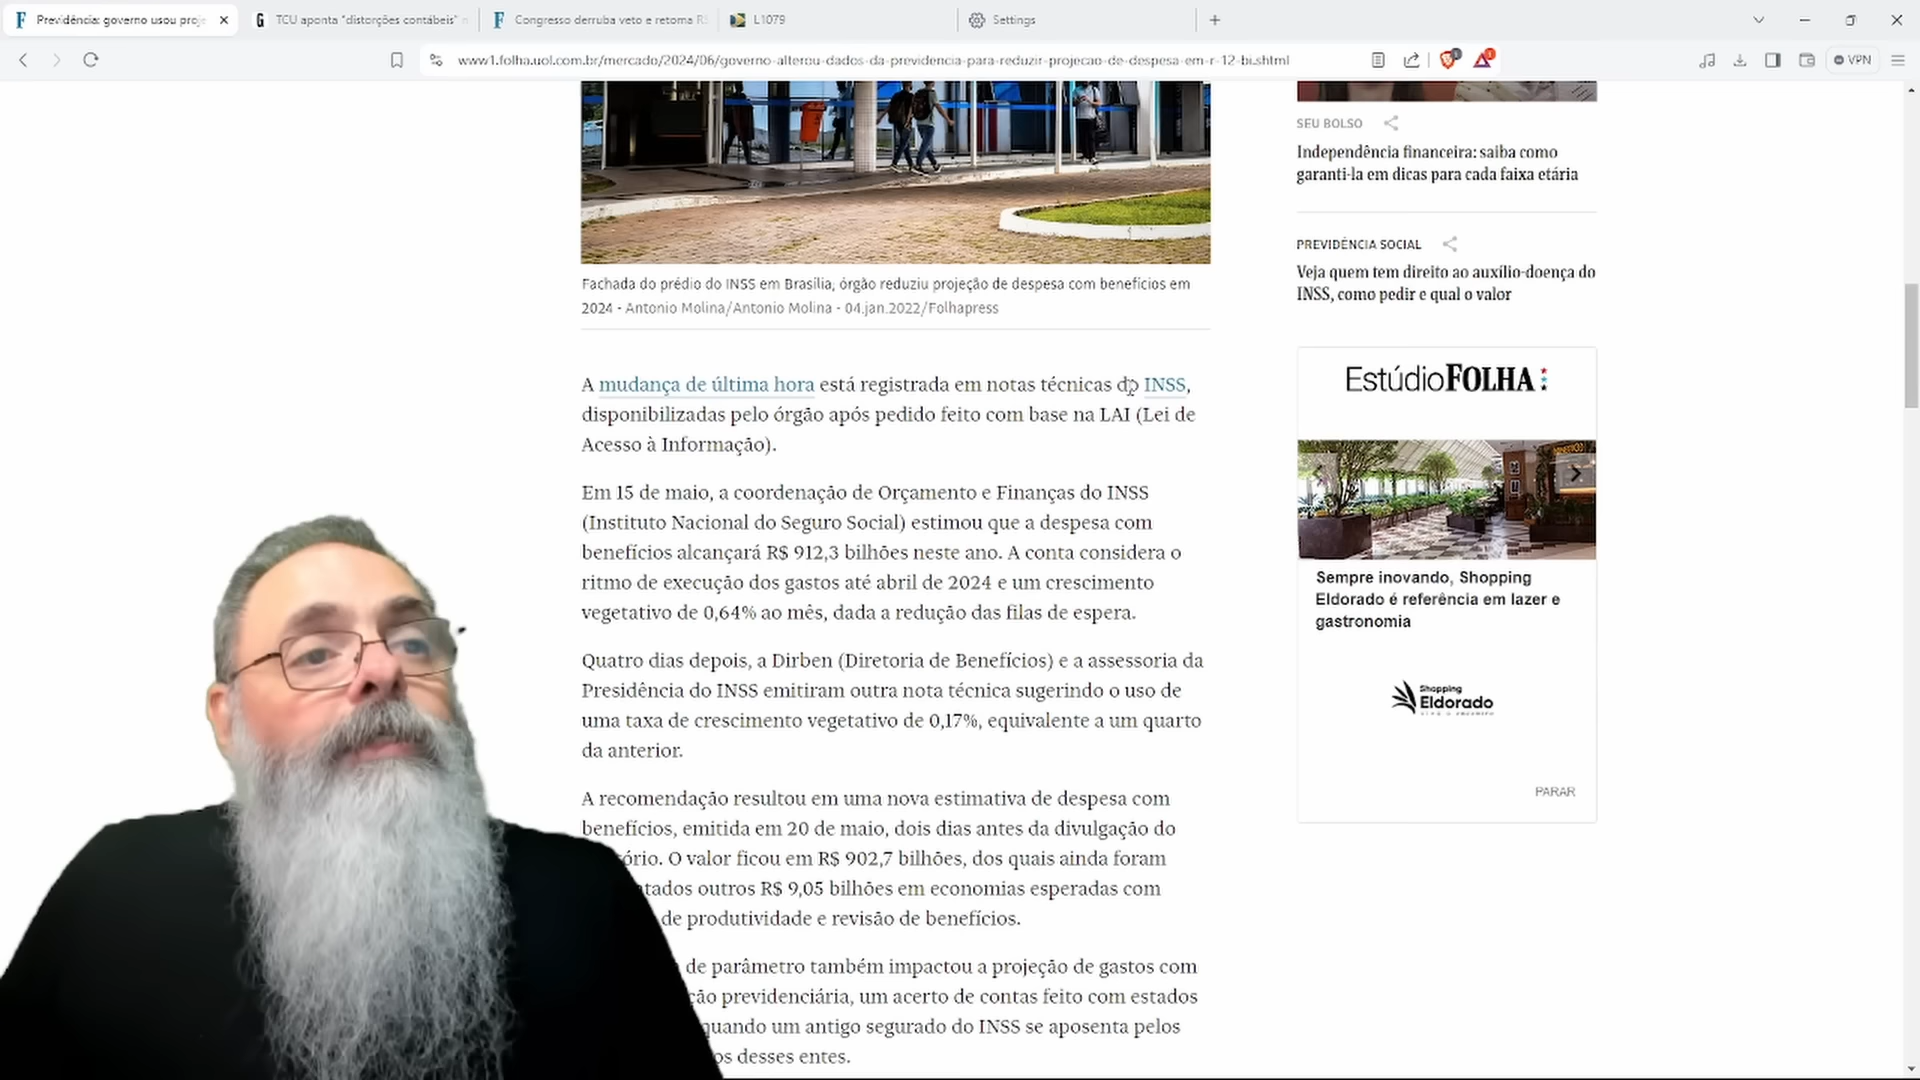 Previdência: governo usou proje
TCU aponta "distorções contábeis"
Congresso derruba veto e retoma R$
L1079
Settings
www1.folha.uol.com.br/mercado/2024/06/governo-alterou-dados-da-previdencia-para-reduzir-projecao-de-despesa-em-r-12-bi.shtml
VPN
Fachada do prédio do INSS em Brasília; órgão reduziu projeção de despesa com benefícios em
2024 - Antonio Molina/Antonio Molina - 04.jan.2022/Folhapress
A mudança de última hora está registrada em notas técnicas do INSS,
disponibilizadas pelo órgão após pedido feito com base na LAI (Lei de
Acesso à Informação).
Em 15 de maio, a coordenação de Orçamento e Finanças do INSS
(Instituto Nacional do Seguro Social) estimou que a despesa com
benefícios alcançará R$ 912,3 bilhões neste ano. A conta considera o
ritmo de execução dos gastos até abril de 2024 e um crescimento
vegetativo de 0,64% ao mês, dada a redução das filas de espera.
Quatro dias depois, a Dirben (Diretoria de Benefícios) e a assessoria da
Presidência do INSS emitiram outra nota técnica sugerindo o uso de
uma taxa de crescimento vegetativo de 0,17%, equivalente a um quarto
da anterior.
A recomendação resultou em uma nova estimativa de despesa com
benefícios, emitida em 20 de maio, dois dias antes da divulgação do
ório. O valor ficou em R$ 902,7 bilhões, dos quais ainda foram
tados outros R$ 9,05 bilhões em economias esperadas com
de produtividade e revisão de benefícios.
de parâmetro também impactou a projeção de gastos com
ção previdenciária, um acerto de contas feito com estados
quando um antigo segurado do INSS se aposenta pelos
os desses entes.
SEU BOLSO
Independência financeira: saiba como
garanti-la em dicas para cada faixa etária
PREVIDÊNCIA SOCIAL
Veja quem tem direito ao auxílio-doença do
INSS, como pedir e qual o valor
Estúdio FOLHA
Sempre inovando, Shopping
Eldorado é referência em lazer e
gastronomia
Shopping
Eldorado
PARAR